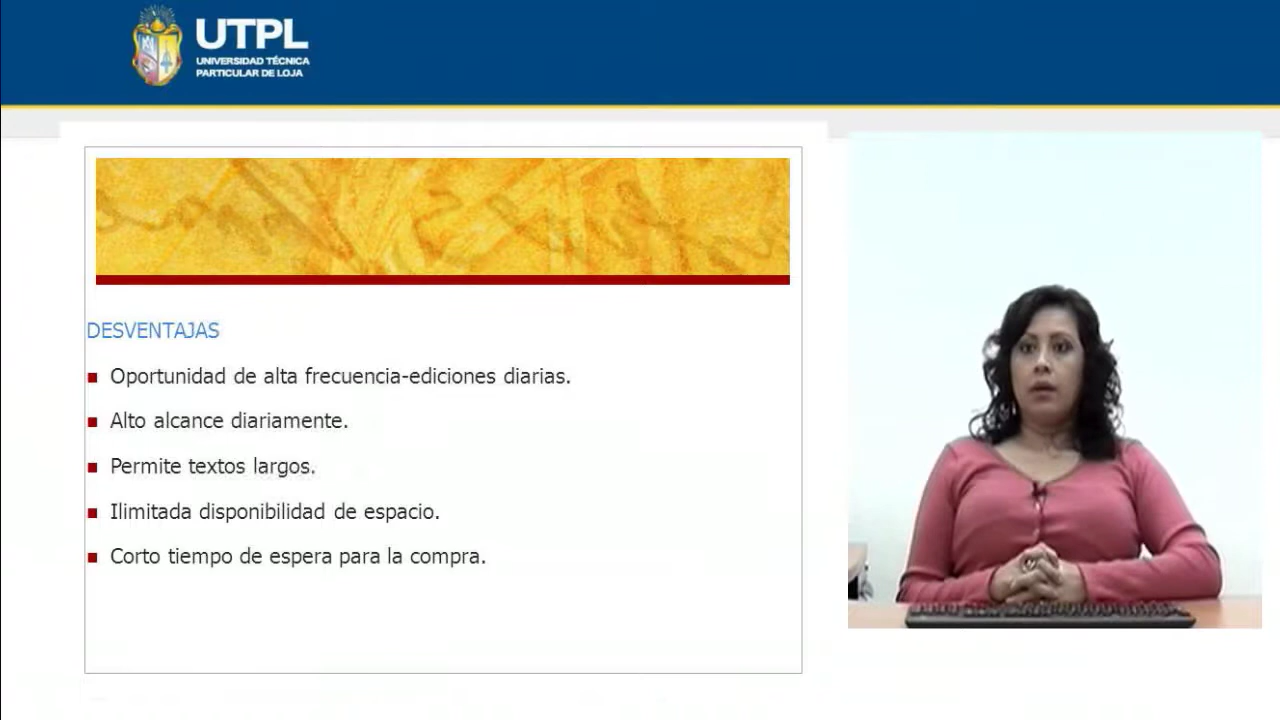 UTPL
UNIVERSIDAD TÉCNICA
PARTICULAR DE LOJA
DESVENTAJAS
Oportunidad de alta frecuencia-ediciones diarias.
Alto alcance diariamente.
Permite textos largos.
Ilimitada disponibilidad de espacio.
Corto tiempo de espera para la compra.